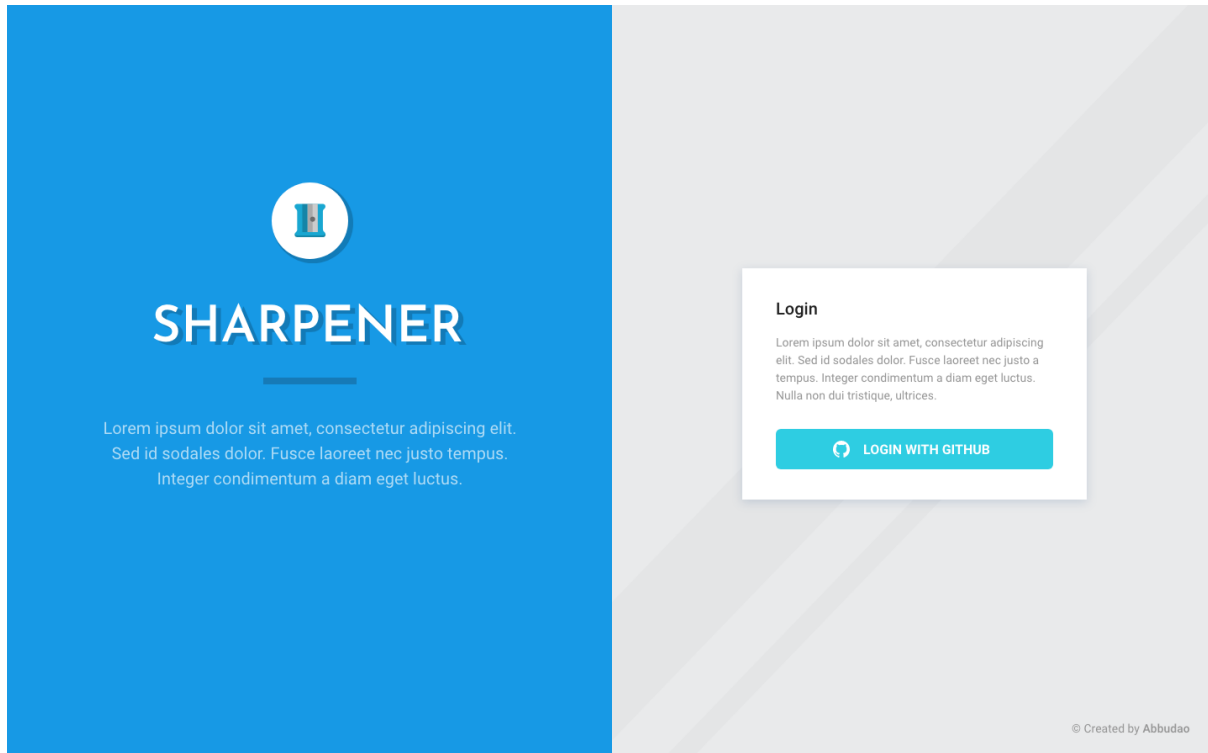 SHARPENER
Lorem ipsum dolor sit amet, consectetur adipiscing elit.
Sed id sodales dolor. Fusce laoreet nec justo tempus.
Integer condimentum a diam eget luctus.
Login
Lorem ipsum dolor sit amet, consectetur adipiscing
elit. Sed id sodales dolor. Fusce laoreet nec justo a
tempus. Integer condimentum a diam eget luctus.
Nulla non dui tristique, ultrices.
LOGIN WITH GITHUB
© Created by Abbudao